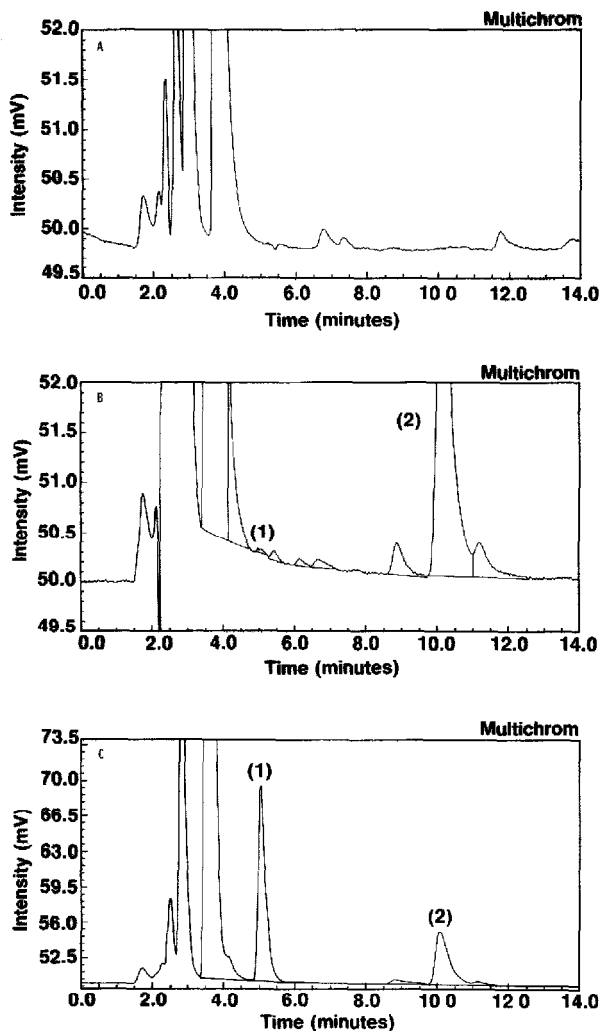 Multichrom
A
52.0
51.5
51.0
50.5
50.0
49.5
Intensity (mV)
0.0 2.0 4.0 6.0 8.0 10 0 12.0 14.0
Time (minutes)
Multichrom
B
52.0
51.5
51.0
50.5
50.0
49.5
Intensity (mV)
(1)
(2)
0.0 2.0 4.0 6.0 8.0 10.0 12.0 14.0
Time (minutes)
Multichrom
C
73.5
70.0
66.5
63.0
59.5
56.0
52.5
Intensity (mV)
(1)
(2)
0.0 2.0 4.0 6.0 8.0 10.0 12 0 14.0
Time (minutes)